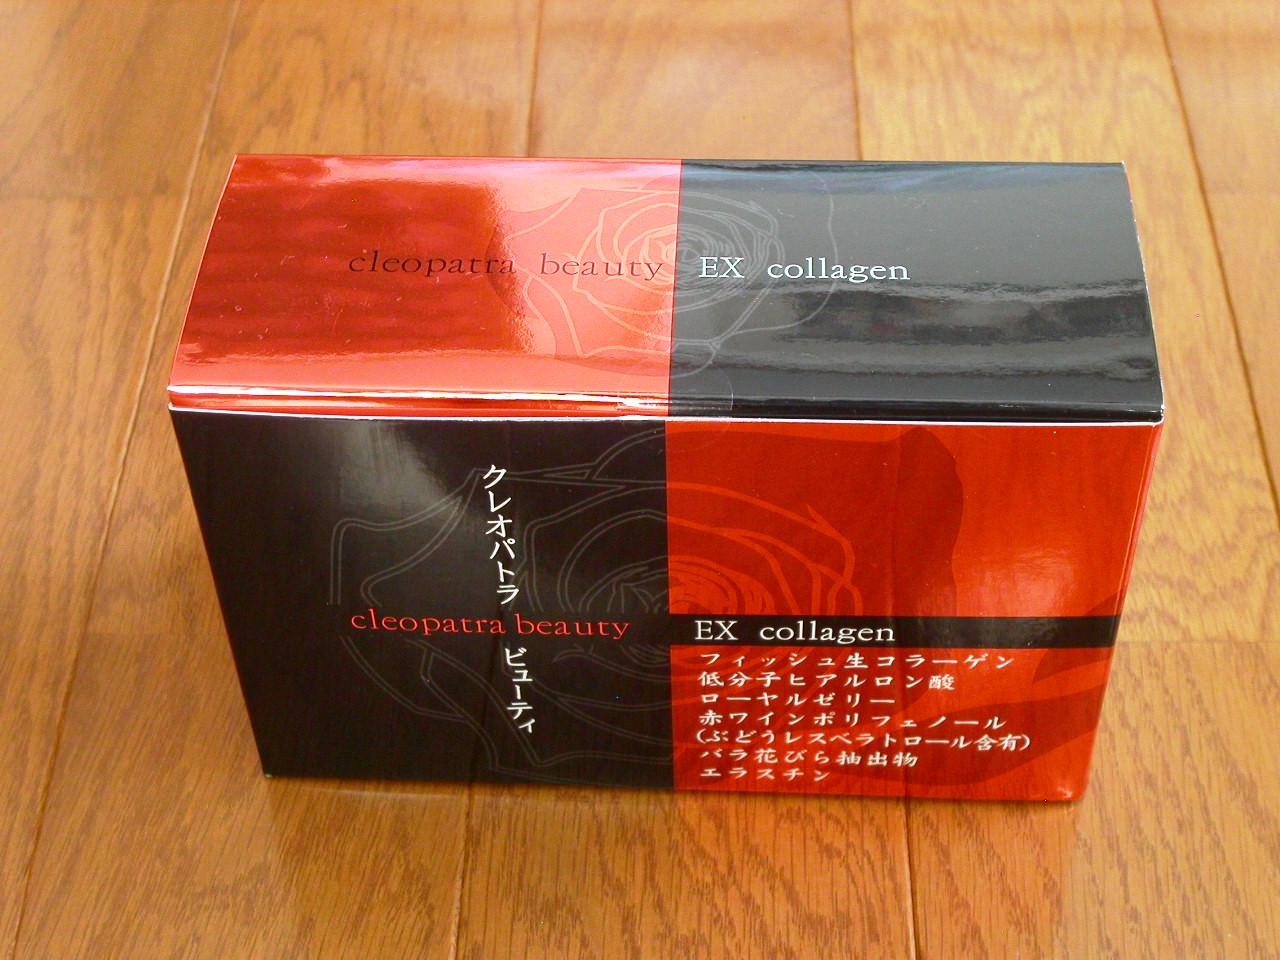 cleopatra beauty EX collagen
クレオパトラ
ビューティ
cleopatra beauty
EX collagen
フィッシュ生コラーゲン
低分子ヒアルロン酸
ローヤルゼリー
赤ワインポリフェノール
(ぶどうレスベラトロール含有)
バラ花びら抽出物
エラスチン